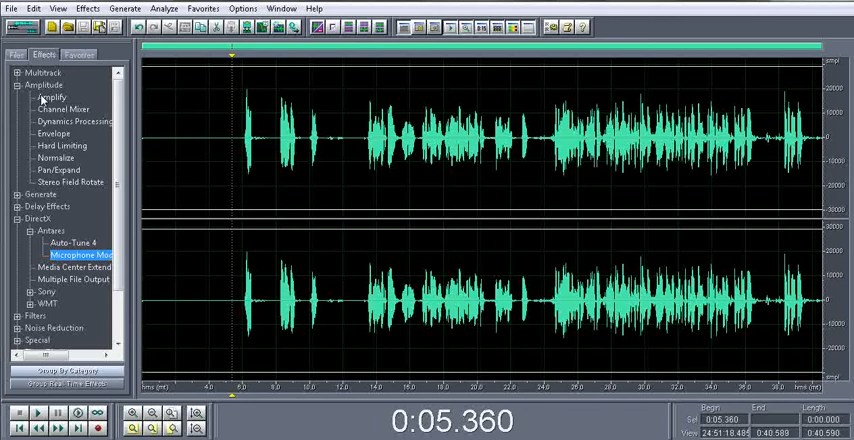 File Edit View Effects Generate Analyze Favorites Options Window Help
Files Effects Favorites
Multitrack
Amplitude
Amplify
Channel Mixer
Dynamics Processing
Envelope
Hard Limiting
Normalize
Pan/Expand
Stereo Field Rotate
Generate
Delay Effects
DirectX
Antares
Auto-Tune 4
Microphone Mod
Media Center Extend
Multiple File Output
Sony
WMT
Filters
Noise Reduction
Special
Group By Category
Group Real-Time Effects
smpl
20000
10000
0
-10000
-20000
-30000
30000
20000
10000
0
-10000
-20000
smpl
hms (mt) 4.0 6.0 8.0 10.0 12.0 14.0 16.0 18.0 20.0 22.0 24.0 26.0 28.0 30.0 32.0 34.0 36.0 38.0 hms (mt)
0:05.360
Begin End Length
Sel 0:05.360 0:00.000
View 24:51:18.485 0:40.589 0:40.590